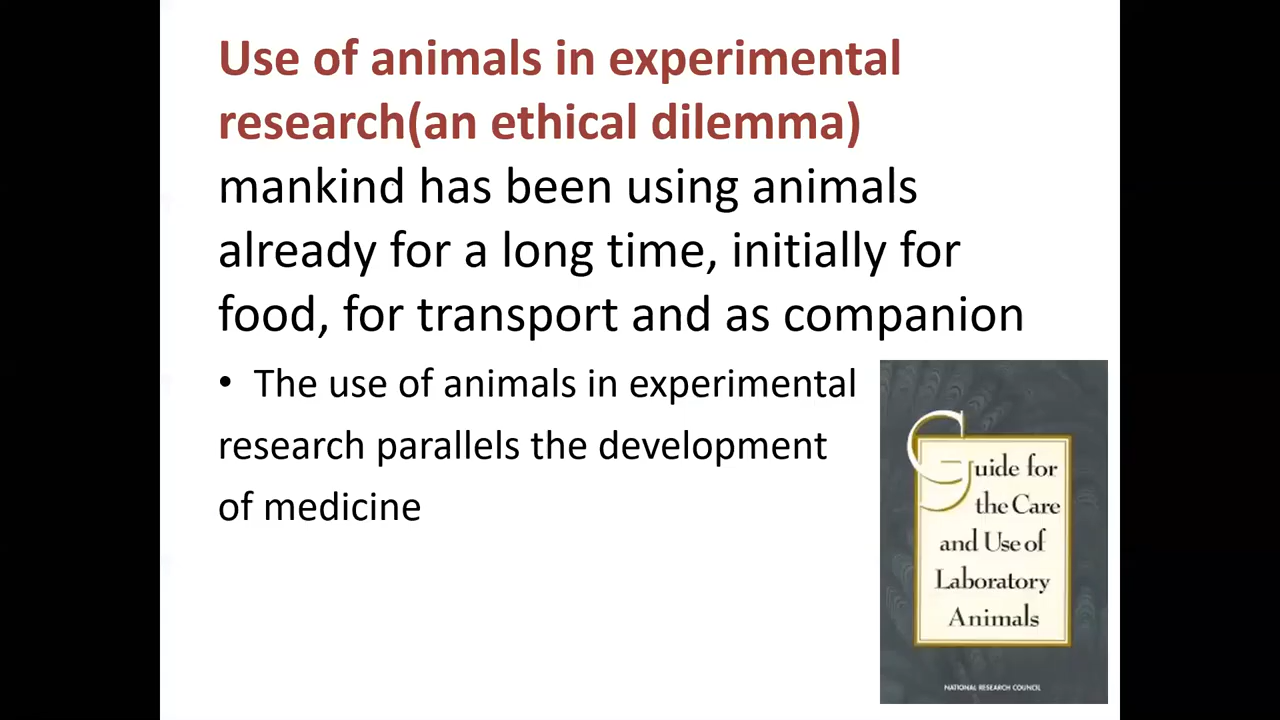 Use of animals in experimental
research(an ethical dilemma)
mankind has been using animals
already for a long time, initially for
food, for transport and as companion
• The use of animals in experimental
research parallels the development
of medicine
Guide for
the Care
and Use of
Laboratory
Animals
NATIONAL RESEARCH COUNCIL